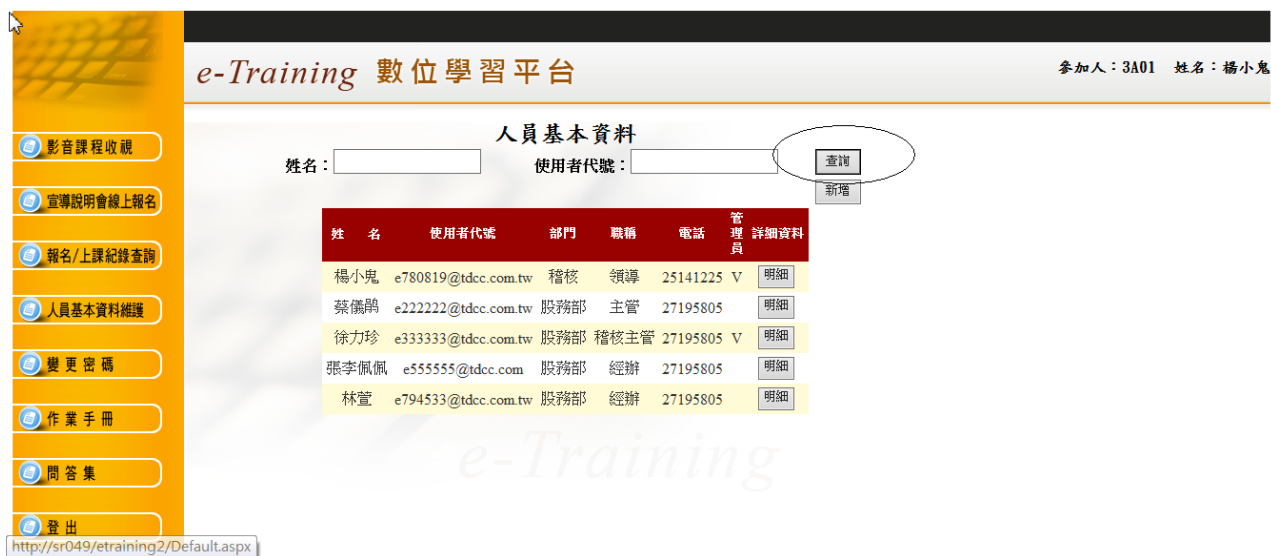 e-Training 數位學習平台
參加人：3A01 姓名：楊小鬼
影音課程收視
宣導說明會線上報名
報名/上課紀錄查詢
人員基本資料維護
變更密碼
作業手冊
問答集
登出
人員基本資料
姓名： 使用者代號： 查詢
新增
姓 名 使用者代號 部門 職稱 電話 管理員 詳細資料
楊小鬼 e780819@tdcc.com.tw 稽核 領導 25141225 V 明細
蔡儀鵑 e222222@tdcc.com.tw 股務部 主管 27195805 明細
徐力珍 e333333@tdcc.com.tw 股務部 稽核主管 27195805 V 明細
張李佩佩 e555555@tdcc.com 股務部 經辦 27195805 明細
林萱 e794533@tdcc.com.tw 股務部 經辦 27195805 明細
e-Training
http://sr049/etraining2/Default.aspx